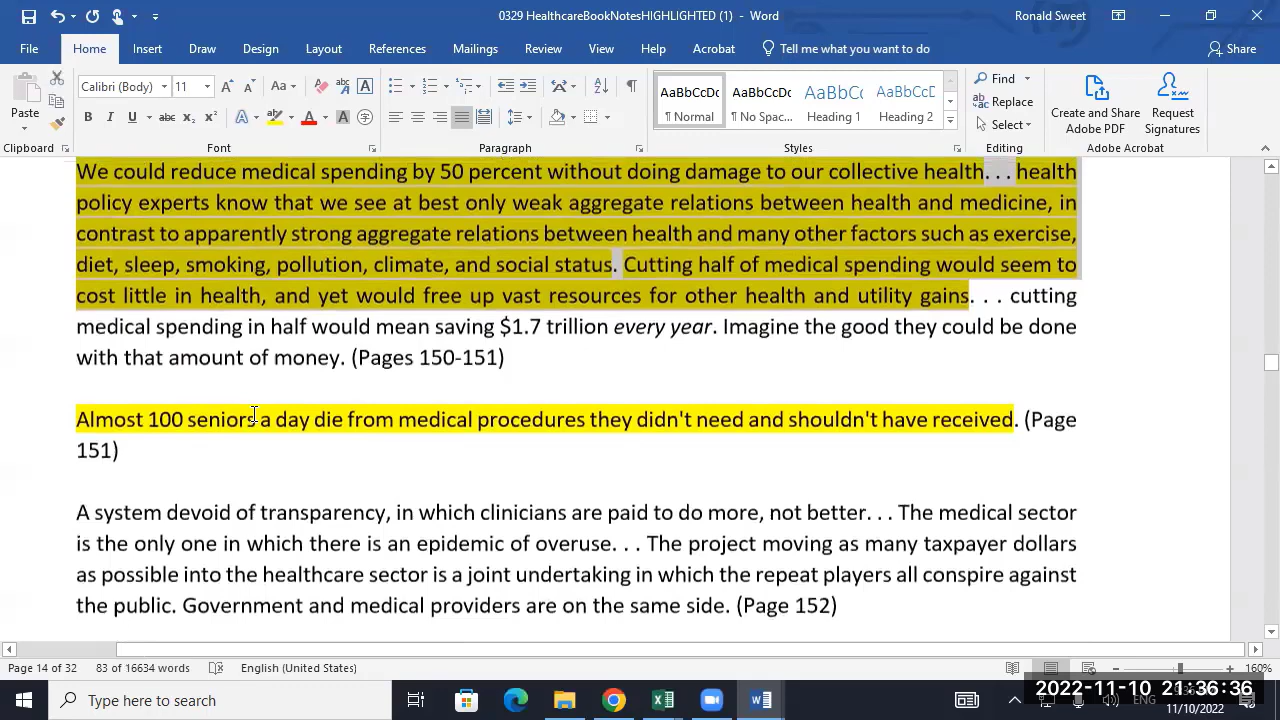 0329 HealthcareBookNotesHIGHLIGHTED (1) - Word
Ronald Sweet
File Home Insert Draw Design Layout References Mailings Review View Help Acrobat Tell me what you want to do Share
Paste
Calibri (Body) 11
AaBbCcDc AaBbCcDc AaBbCc AaBbCcD
¶ Normal ¶ No Spac... Heading 1 Heading 2
Find
Replace
Select
Create and Share Adobe PDF
Request Signatures
Clipboard Font Paragraph Styles Editing Adobe Acrobat
We could reduce medical spending by 50 percent without doing damage to our collective health. . . health
policy experts know that we see at best only weak aggregate relations between health and medicine, in
contrast to apparently strong aggregate relations between health and many other factors such as exercise,
diet, sleep, smoking, pollution, climate, and social status. Cutting half of medical spending would seem to
cost little in health, and yet would free up vast resources for other health and utility gains. . . cutting
medical spending in half would mean saving $1.7 trillion every year. Imagine the good they could be done
with that amount of money. (Pages 150-151)
Almost 100 seniors a day die from medical procedures they didn't need and shouldn't have received. (Page
151)
A system devoid of transparency, in which clinicians are paid to do more, not better. . . The medical sector
is the only one in which there is an epidemic of overuse. . . The project moving as many taxpayer dollars
as possible into the healthcare sector is a joint undertaking in which the repeat players all conspire against
the public. Government and medical providers are on the same side. (Page 152)
Page 14 of 32 83 of 16634 words English (United States) 160%
Type here to search
2022-11-10 21:36:36
ENG
11/10/2022